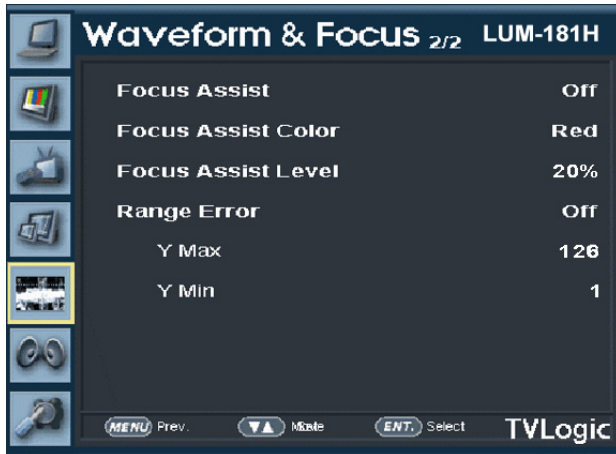 Waveform & Focus 2/2 LUM-181H
Focus Assist Off
Focus Assist Color Red
Focus Assist Level 20%
Range Error Off
Y Max 126
Y Min 1
MENU Prev. ▼▲ ENT. Select TVLogic